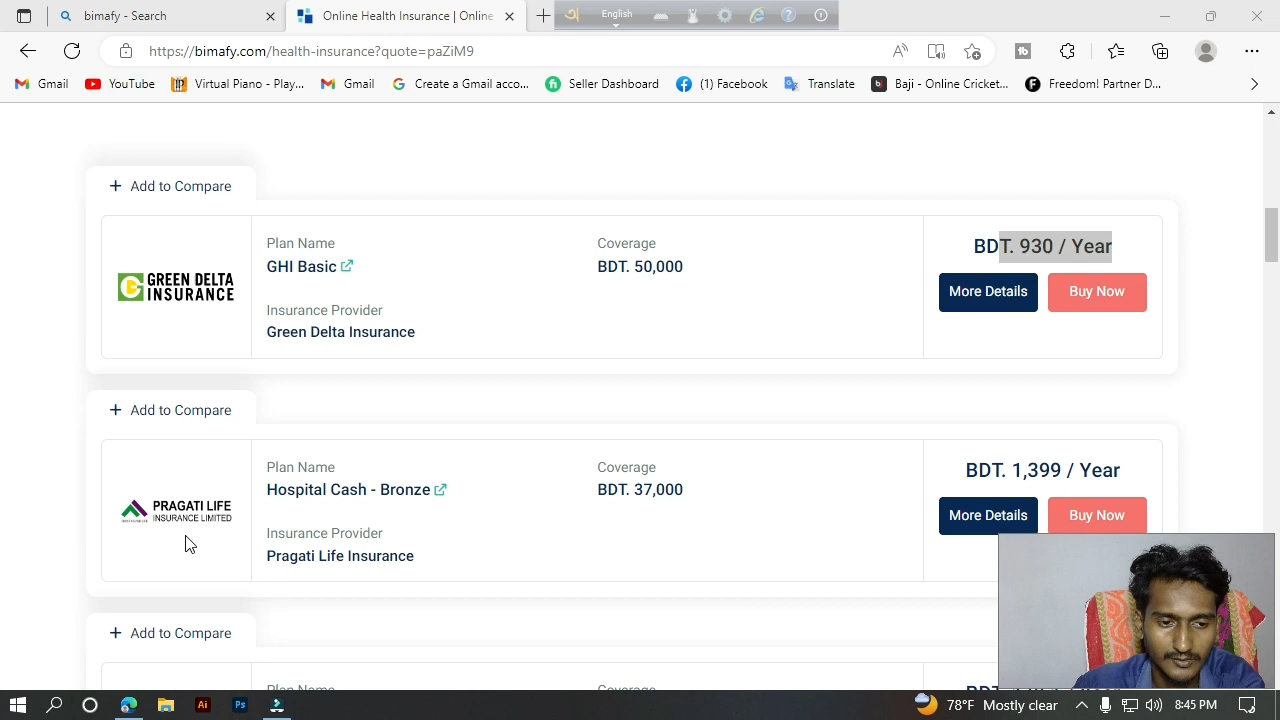 bimafy - Search
Online Health Insurance | Online
English
https://bimafy.com/health-insurance?quote=paZiM9
Gmail
YouTube
Virtual Piano - Play...
Gmail
Create a Gmail acco...
Seller Dashboard
(1) Facebook
Translate
Baji - Online Cricket...
Freedom! Partner D...
+ Add to Compare
GREEN DELTA
INSURANCE
Plan Name
GHI Basic
Coverage
BDT. 50,000
Insurance Provider
Green Delta Insurance
BDT. 930 / Year
More Details
Buy Now
+ Add to Compare
PRAGATI LIFE
INSURANCE LIMITED
Plan Name
Hospital Cash - Bronze
Coverage
BDT. 37,000
Insurance Provider
Pragati Life Insurance
BDT. 1,399 / Year
More Details
Buy Now
+ Add to Compare
Plan Name
Coverage
78°F Mostly clear
8:45 PM